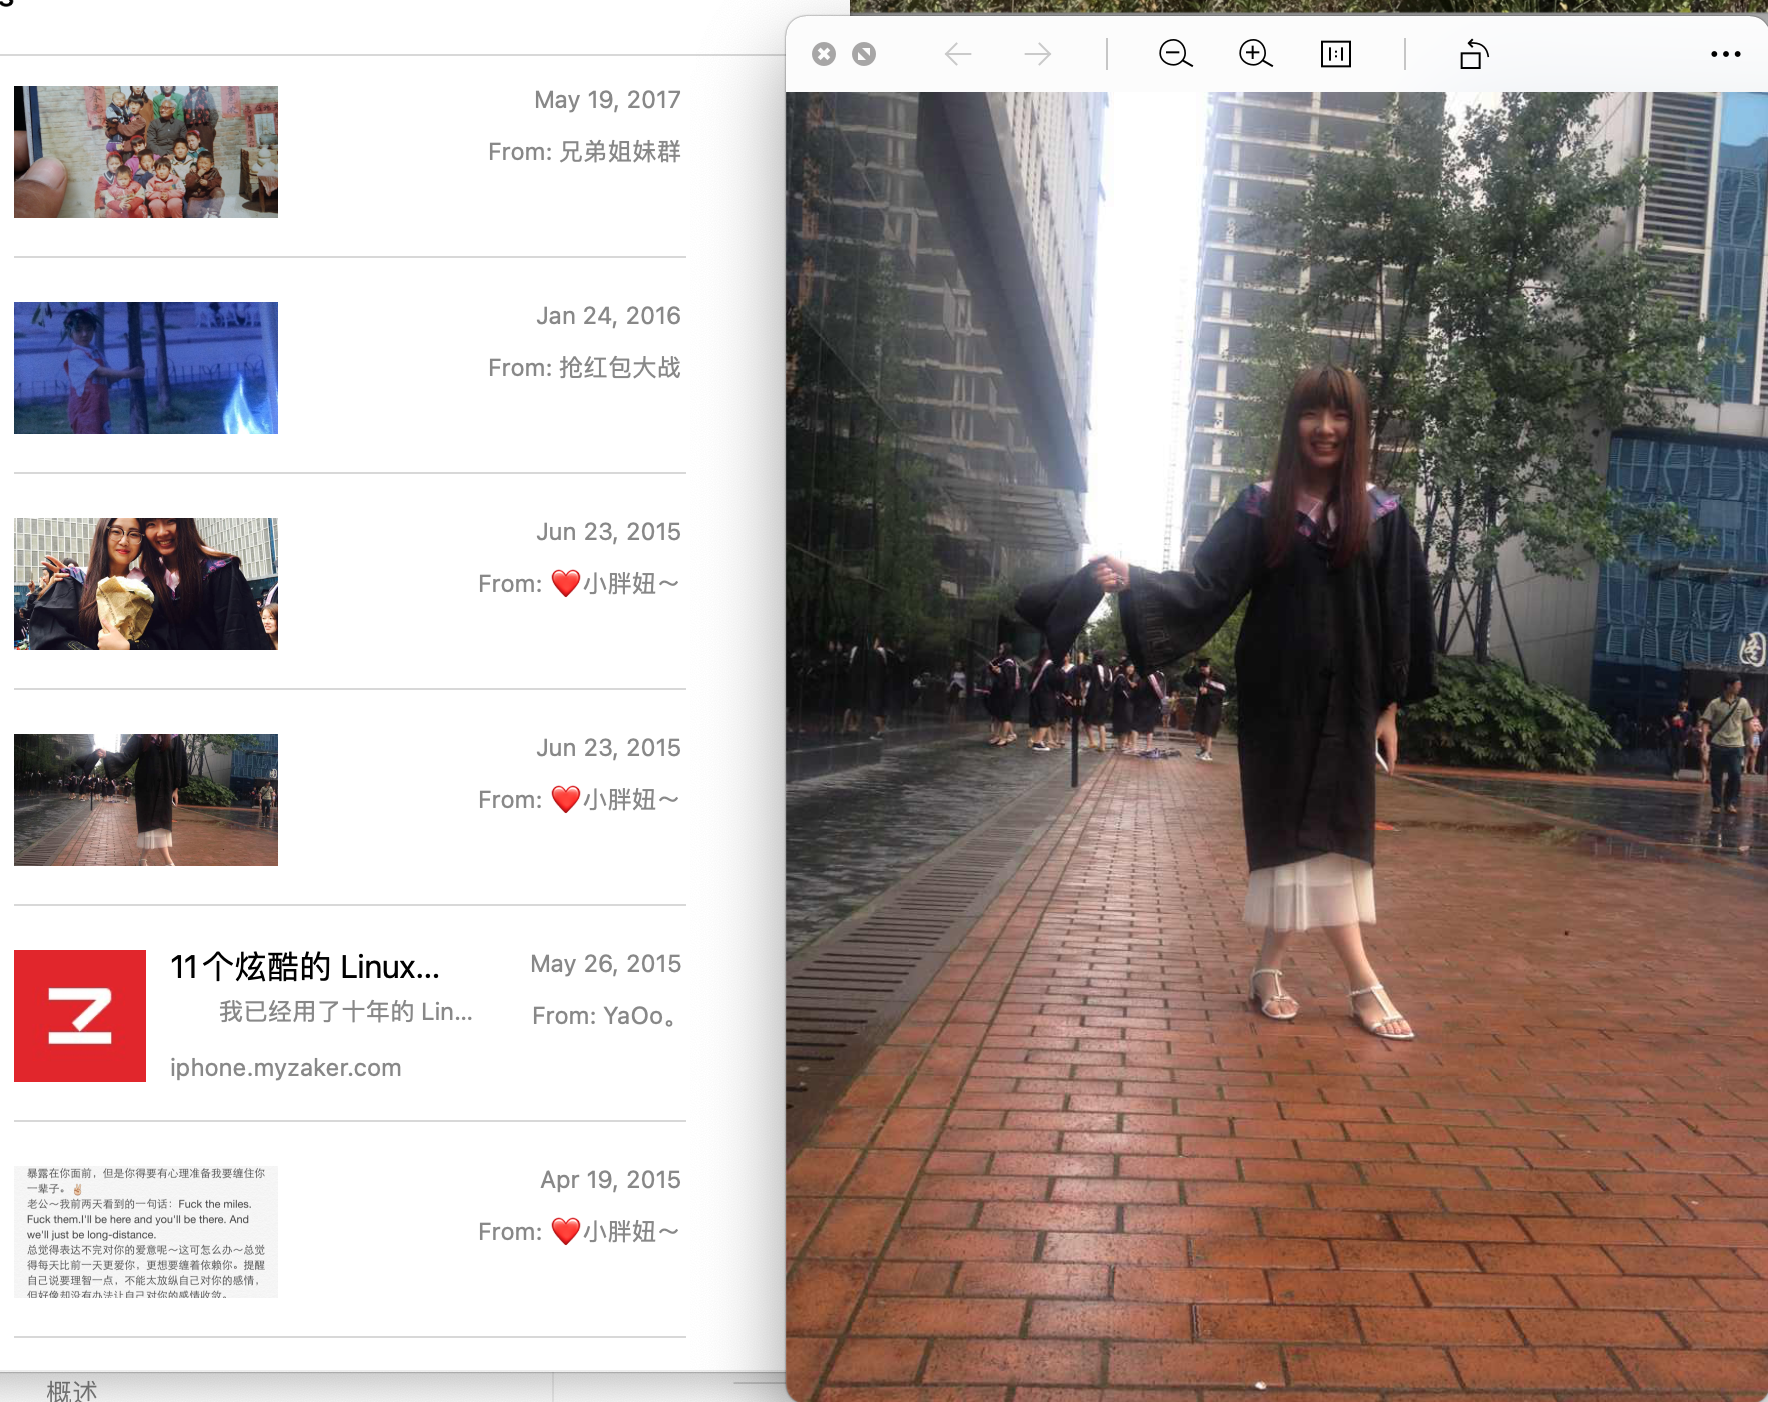 May 19, 2017
From: 兄弟姐妹群
Jan 24, 2016
From: 抢红包大战
Jun 23, 2015
From: ❤️小胖妞～
Jun 23, 2015
From: ❤️小胖妞～
11个炫酷的 Linux...
May 26, 2015
我已经用了十年的 Lin...
From: YaOo。
iphone.myzaker.com
Apr 19, 2015
From: ❤️小胖妞～
暴露在你面前，但是你得要有心理准备我要缠住你
一辈子。✌🏼
老公～我前两天看到的一句话：Fuck the miles.
Fuck them.I'll be here and you'll be there. And
we'll just be long-distance.
总觉得表达不完对你的爱意呢～这可怎么办～总觉
得每天比前一天更爱你，更想要缠着依赖你。提醒
自己说要理智一点，不能太放纵自己对你的感情，
但好像却没有办法让自己对你的感情收敛。
概述